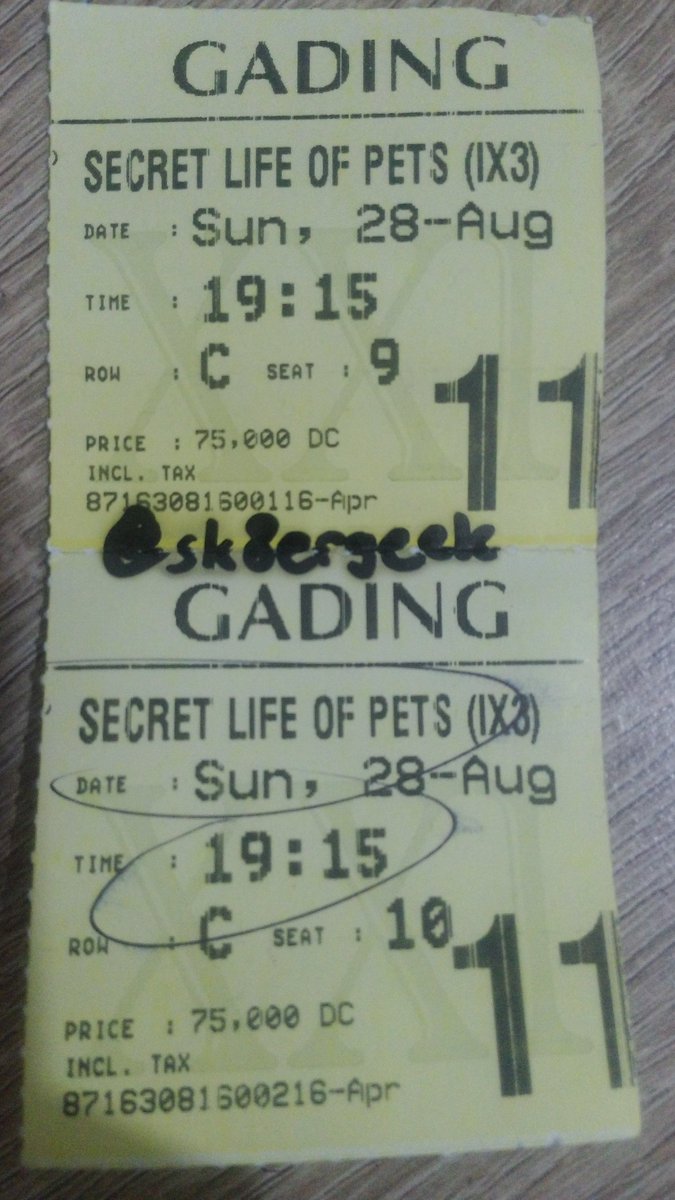 GADING
SECRET LIFE OF PETS (IX3)
DATE : Sun, 28-Aug
TIME : 19:15
ROW : C SEAT : 9
11
PRICE : 75,000 DC
INCL. TAX
87163081600116-Apr
@sk8ergeek
GADING
SECRET LIFE OF PETS (IX3)
DATE : Sun, 28-Aug
TIME : 19:15
ROW : C SEAT : 10
11
PRICE : 75,000 DC
INCL. TAX
87163081600216-Apr